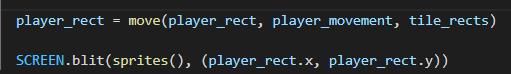 player_rect = move(player_rect, player_movement, tile_rects)
SCREEN.blit(sprites(), (player_rect.x, player_rect.y))